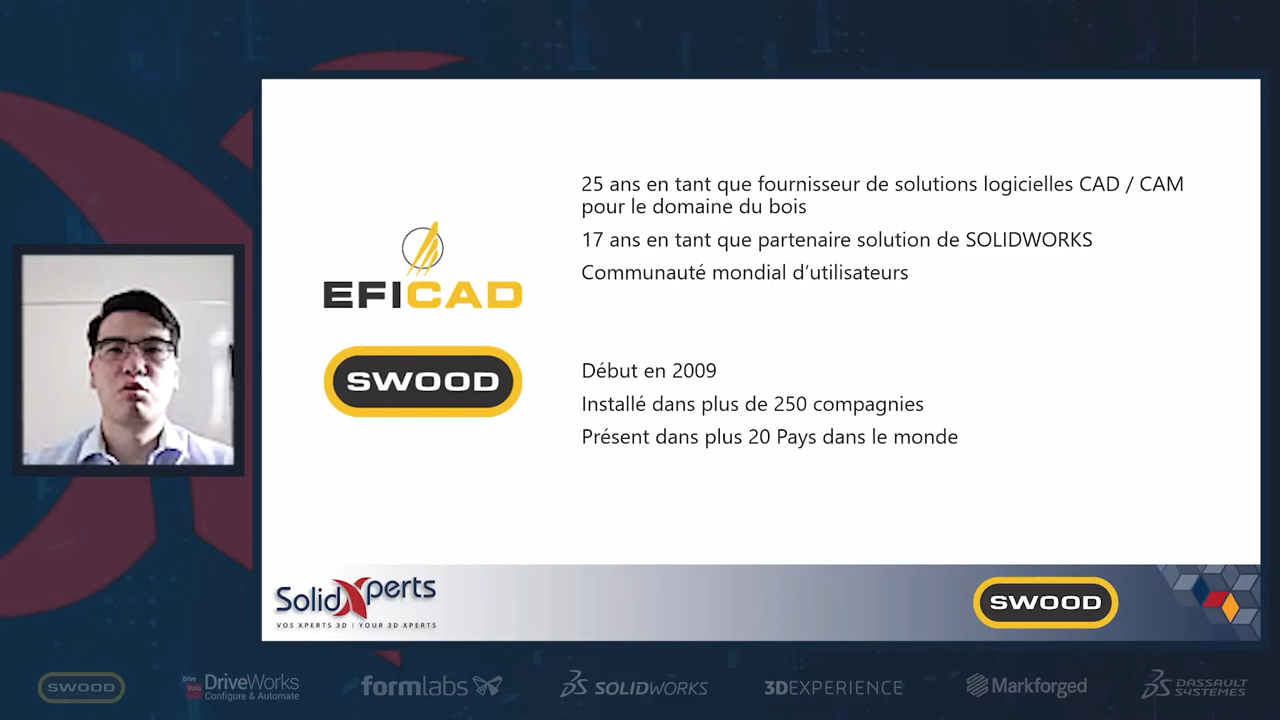 25 ans en tant que fournisseur de solutions logicielles CAD / CAM
pour le domaine du bois
17 ans en tant que partenaire solution de SOLIDWORKS
Communauté mondial d’utilisateurs
EFICAD
SWOOD
Début en 2009
Installé dans plus de 250 compagnies
Présent dans plus 20 Pays dans le monde
SolidXperts
VOS XPERTS 3D | YOUR 3D XPERTS
SWOOD
SWOOD
Drive Works
DriveWorks
Configure & Automate
formlabs
SOLIDWORKS
3DEXPERIENCE
Markforged
DASSAULT
SYSTEMES